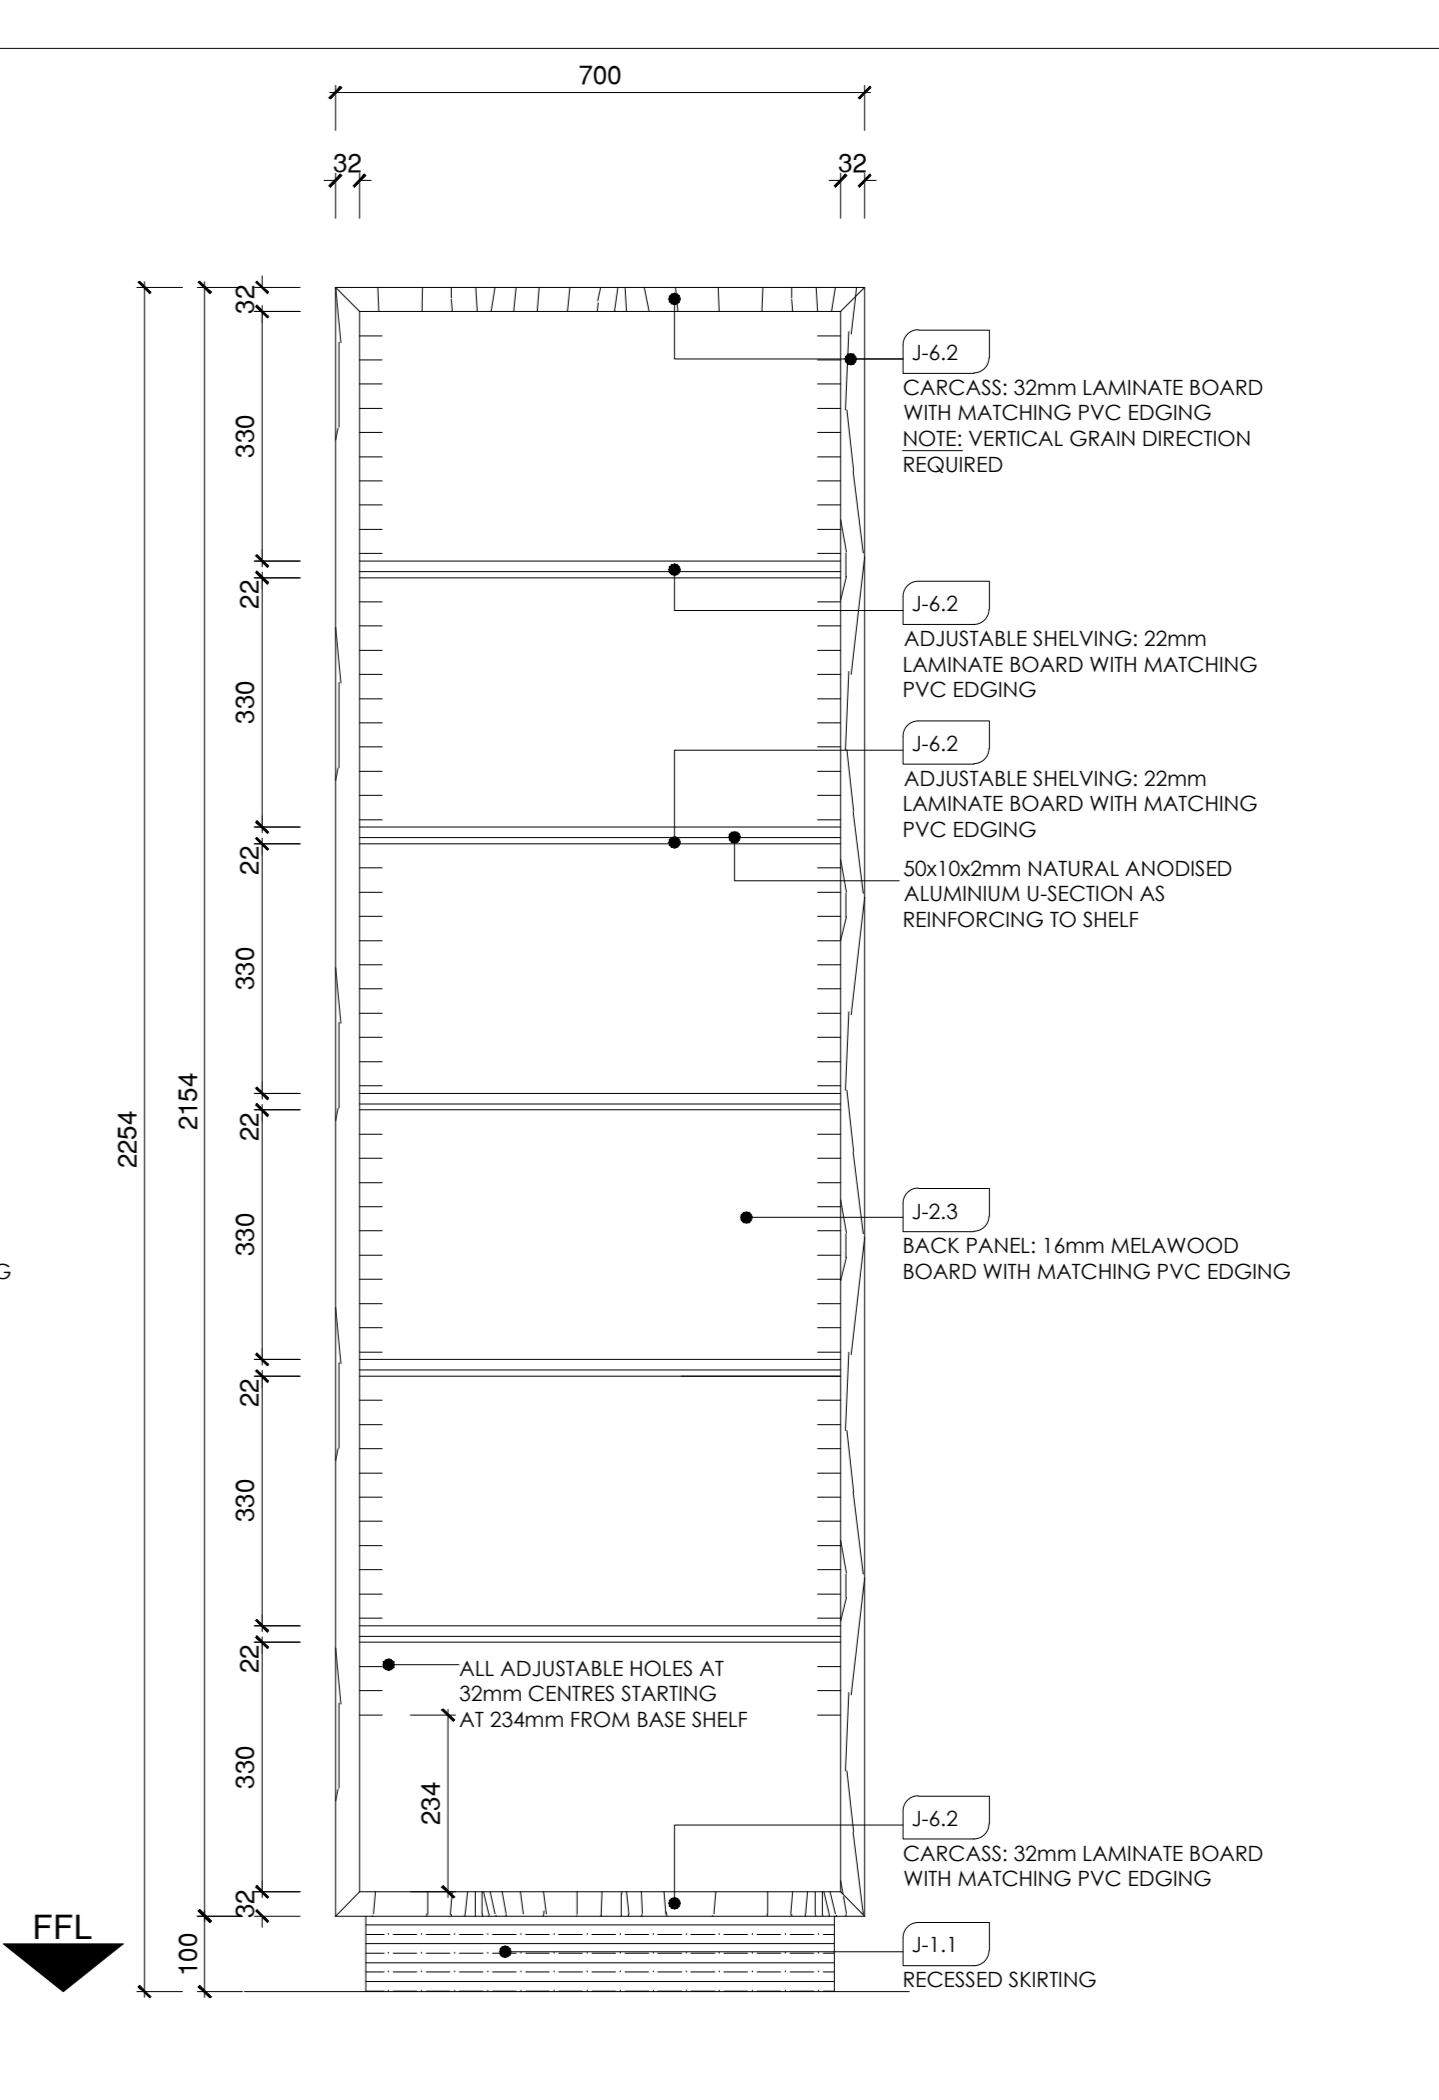 700
32
32
32
330
J-6.2
CARCASS: 32mm LAMINATE BOARD
WITH MATCHING PVC EDGING
NOTE: VERTICAL GRAIN DIRECTION
REQUIRED
22
J-6.2
ADJUSTABLE SHELVING: 22mm
LAMINATE BOARD WITH MATCHING
PVC EDGING
330
J-6.2
ADJUSTABLE SHELVING: 22mm
LAMINATE BOARD WITH MATCHING
PVC EDGING
22
50x10x2mm NATURAL ANODISED
ALUMINIUM U-SECTION AS
REINFORCING TO SHELF
330
2154
2254
22
J-2.3
BACK PANEL: 16mm MELAWOOD
BOARD WITH MATCHING PVC EDGING
G
330
22
330
22
ALL ADJUSTABLE HOLES AT
32mm CENTRES STARTING
AT 234mm FROM BASE SHELF
330
234
J-6.2
CARCASS: 32mm LAMINATE BOARD
WITH MATCHING PVC EDGING
32
FFL
100
J-1.1
RECESSED SKIRTING